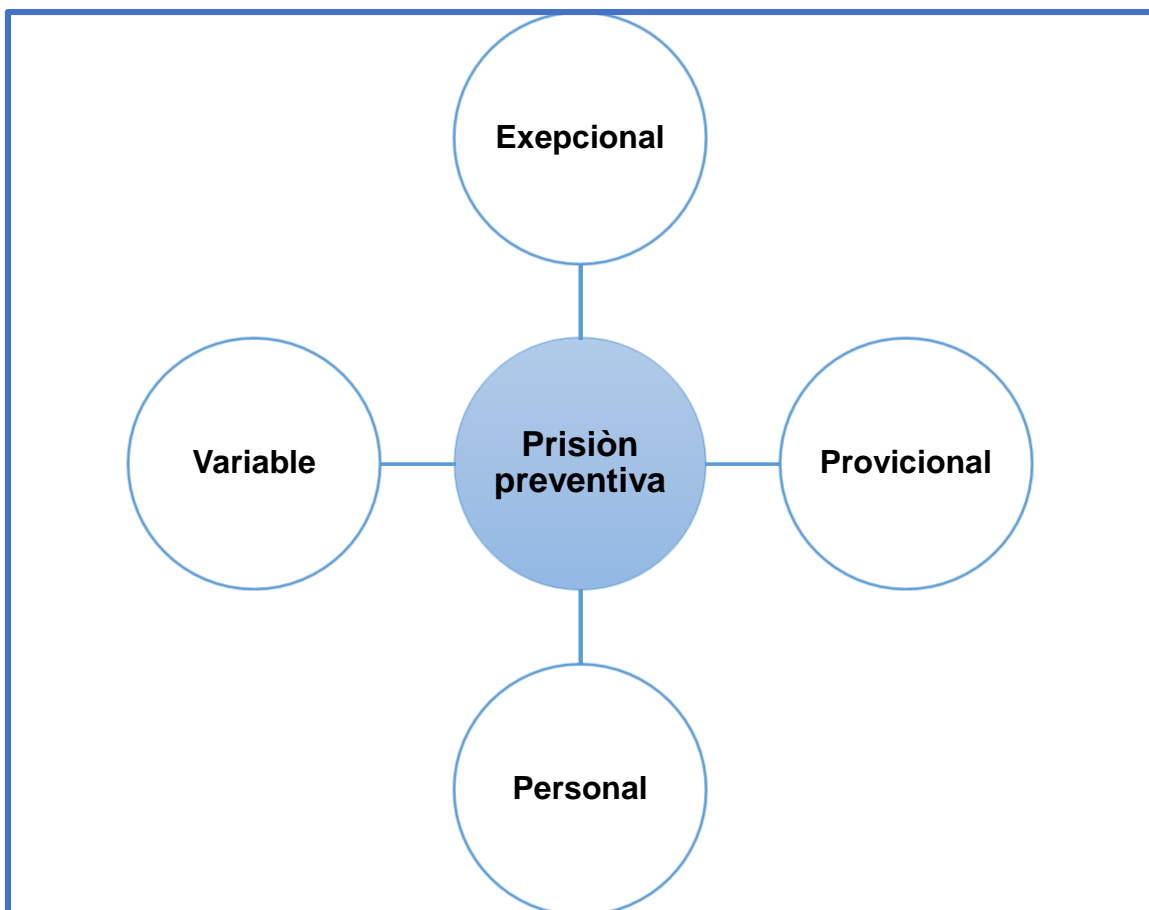 Exepcional
Variable
Prisiòn
preventiva
Provicional
Personal